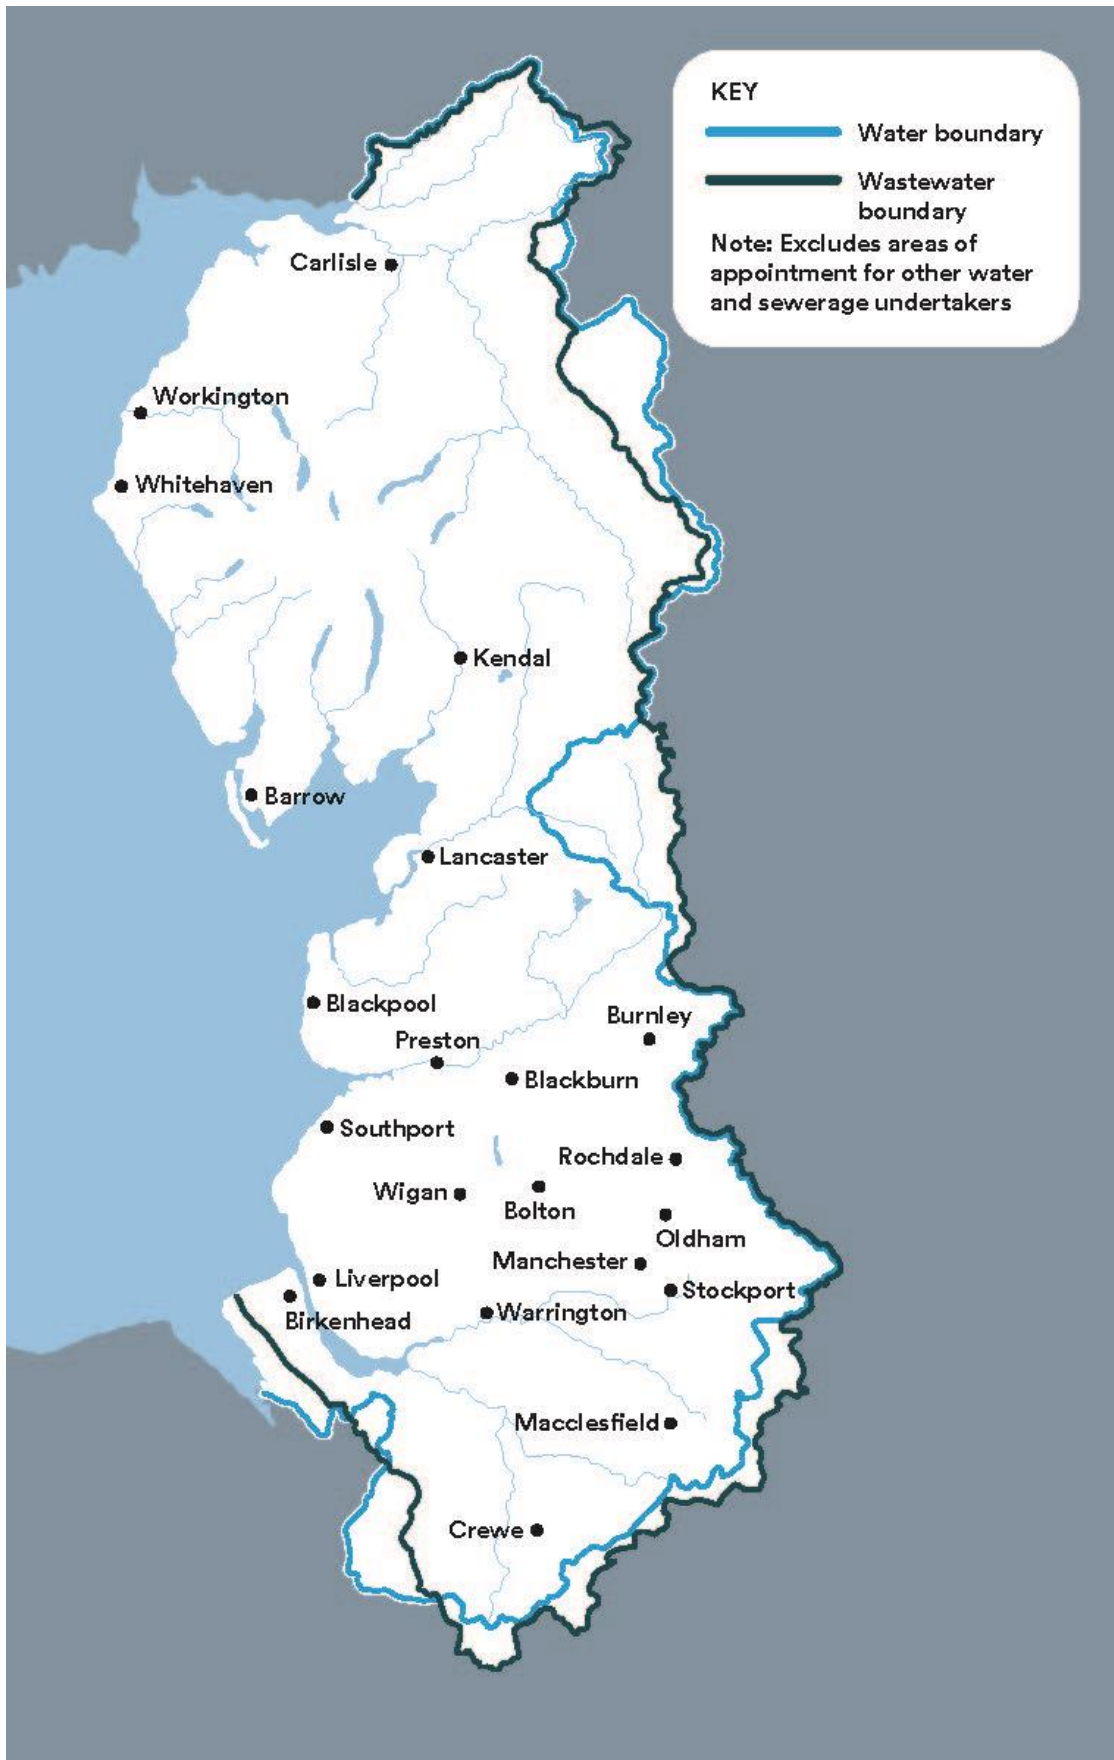 KEY
Water boundary
Wastewater
boundary
Note: Excludes areas of
appointment for other water
and sewerage undertakers
Carlisle
Workington
Whitehaven
Kendal
Barrow
Lancaster
Blackpool
Burnley
Preston
Blackburn
Southport
Rochdale
Wigan
Bolton
Oldham
Manchester
Liverpool
Stockport
Birkenhead
Warrington
Macclesfield
Crewe